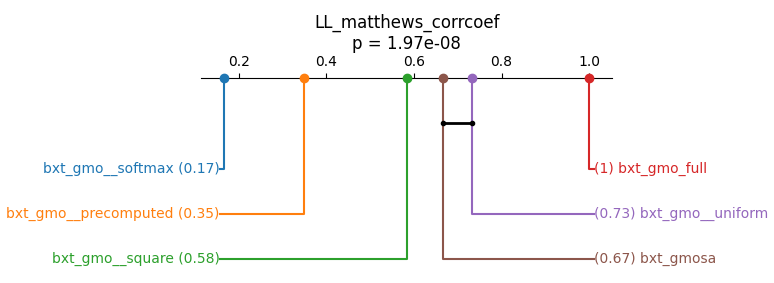 LL_matthews_corrcoef
p = 1.97e-08
0.2 0.4 0.6 0.8 1.0
bxt_gmo__softmax (0.17) (1) bxt_gmo_full
bxt_gmo__precomputed (0.35) (0.73) bxt_gmo__uniform
bxt_gmo__square (0.58) (0.67) bxt_gmosa